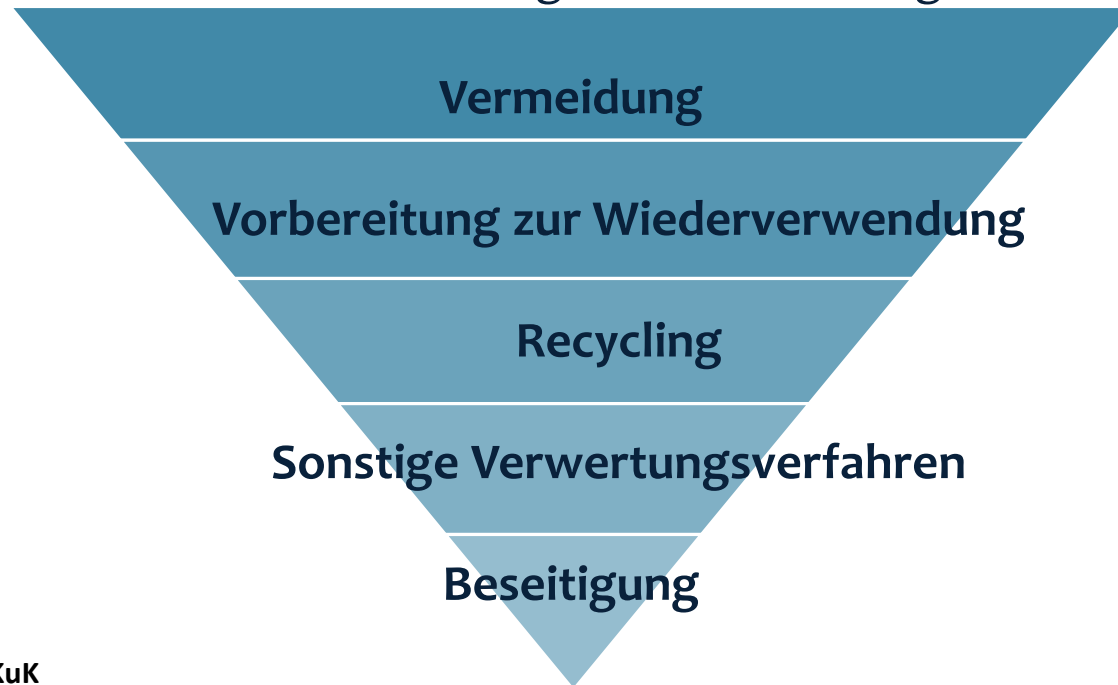 Vermeidung
Vorbereitung zur Wiederverwendung
Recycling
Sonstige Verwertungsverfahren
Beseitigung
KuK